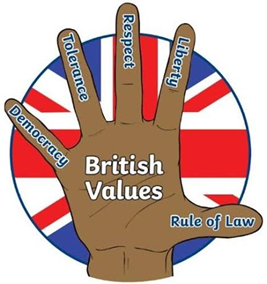 Democracy
Tolerance
Respect
Liberty
British
Values
Rule of Law